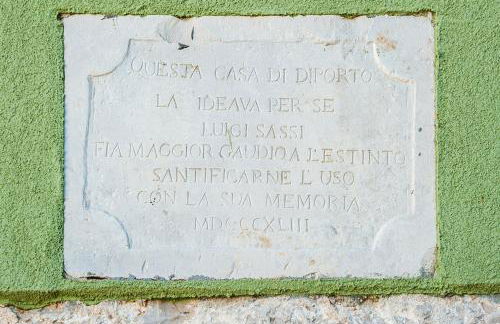 QUESTA CASA DI DIPORTO
LA IDEAVA PER SE
LUIGI SASSI
FIA MAGGIOR GAUDIO A L'ESTINTO
SANTIFICARNE L'USO
CON LA SUA MEMORIA
MDCCCXLIII